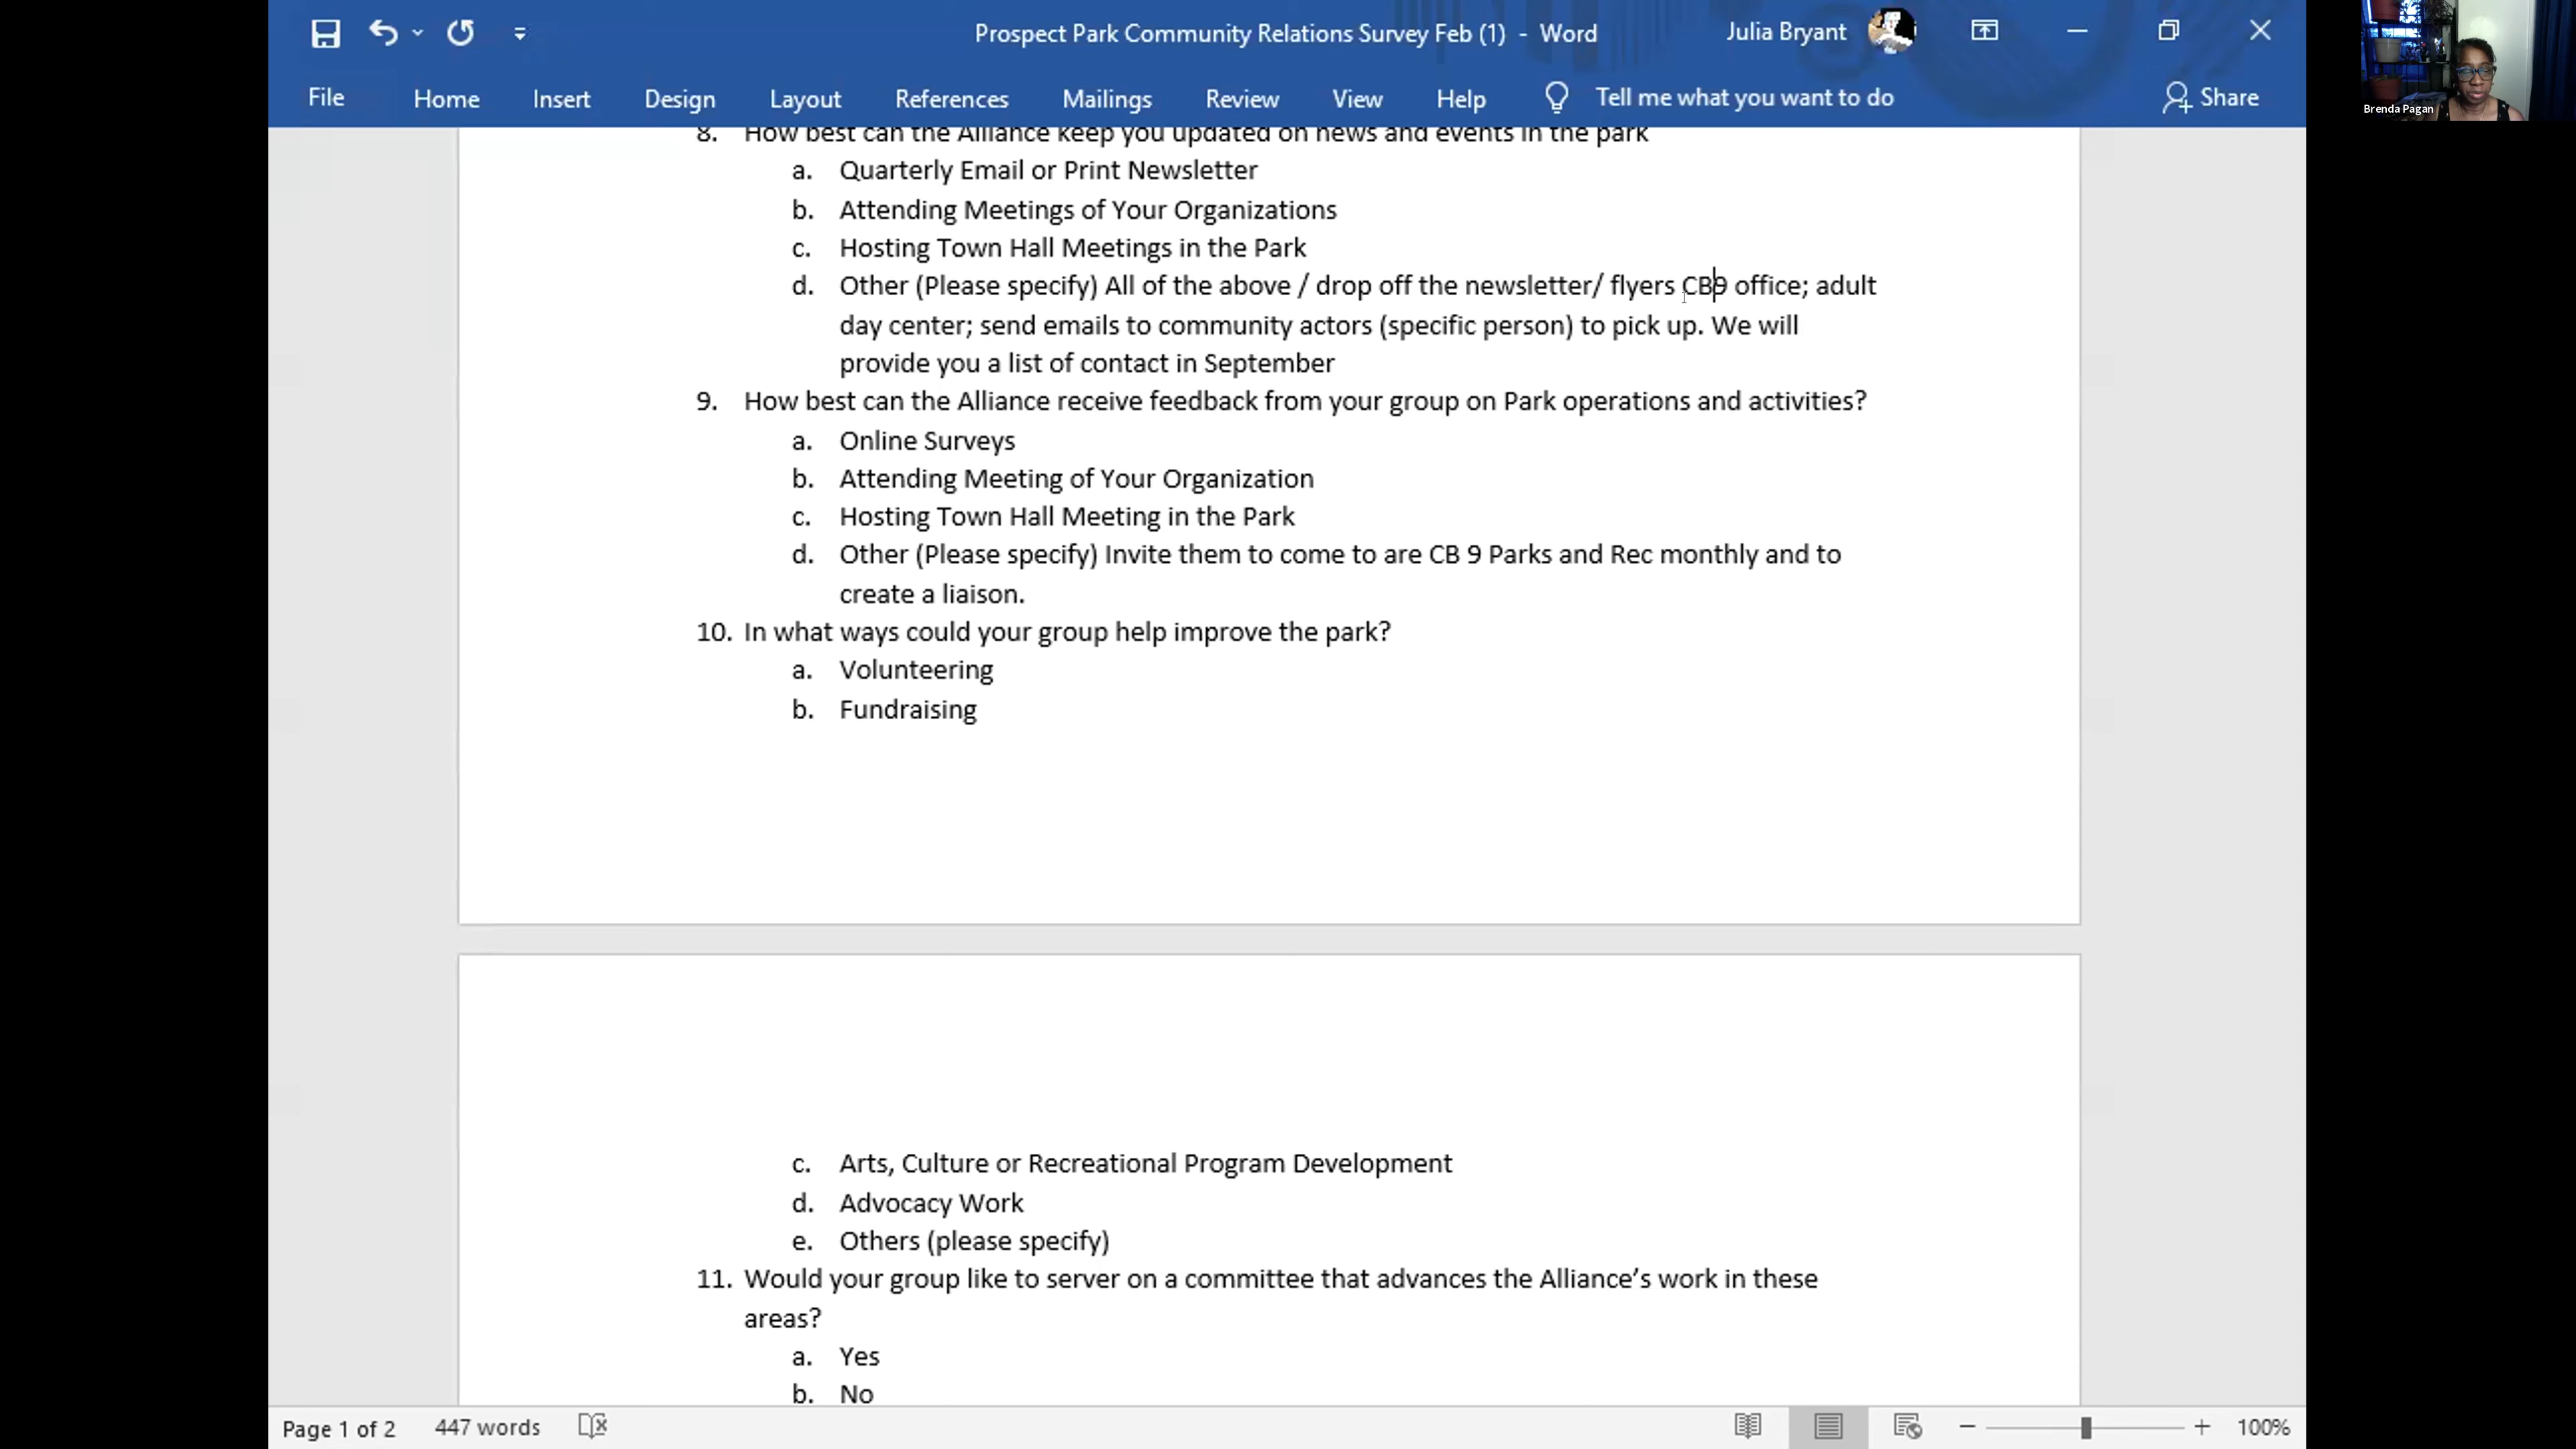 Prospect Park Community Relations Survey Feb (1) - Word
Julia Bryant
File Home Insert Design Layout References Mailings Review View Help Tell me what you want to do Share
Brenda Pagan
8. How best can the Alliance keep you updated on news and events in the park
a. Quarterly Email or Print Newsletter
b. Attending Meetings of Your Organizations
c. Hosting Town Hall Meetings in the Park
d. Other (Please specify) All of the above / drop off the newsletter/ flyers CB9 office; adult
day center; send emails to community actors (specific person) to pick up. We will
provide you a list of contact in September
9. How best can the Alliance receive feedback from your group on Park operations and activities?
a. Online Surveys
b. Attending Meeting of Your Organization
c. Hosting Town Hall Meeting in the Park
d. Other (Please specify) Invite them to come to are CB 9 Parks and Rec monthly and to
create a liaison.
10. In what ways could your group help improve the park?
a. Volunteering
b. Fundraising
c. Arts, Culture or Recreational Program Development
d. Advocacy Work
e. Others (please specify)
11. Would your group like to server on a committee that advances the Alliance's work in these
areas?
a. Yes
b. No
Page 1 of 2 447 words 100%